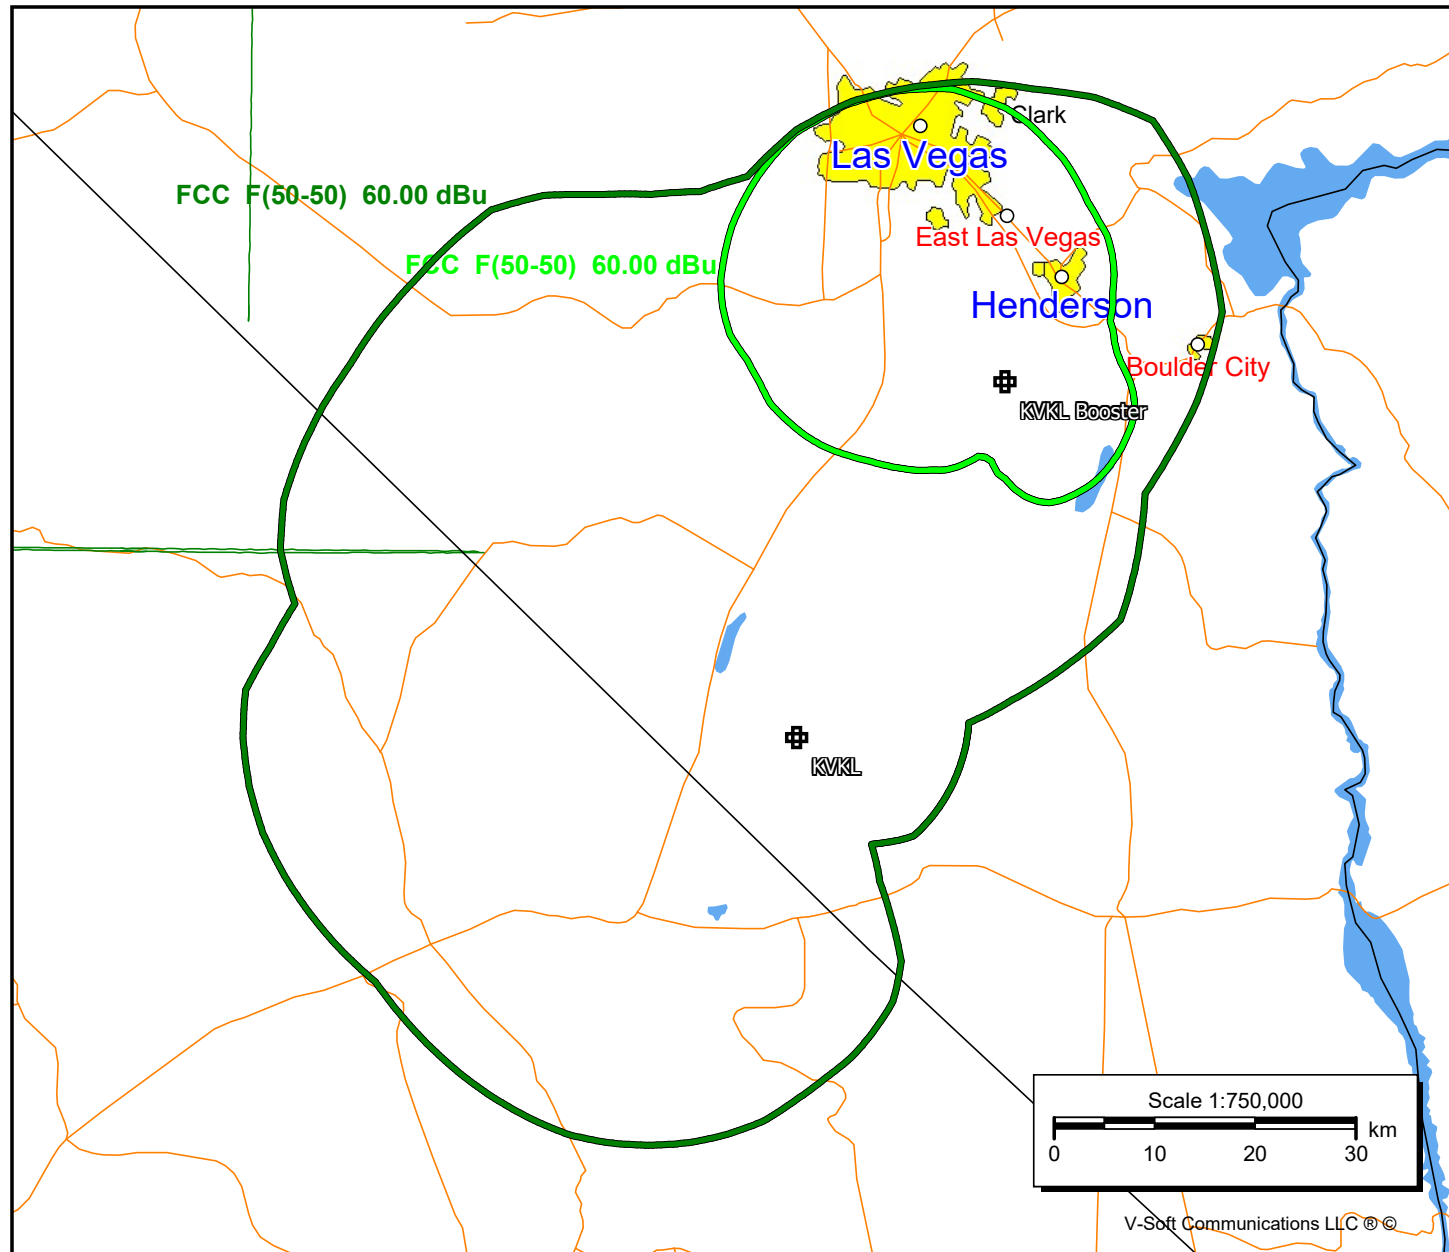 Clark
Las Vegas
FCC F(50-50) 60.00 dBu
East Las Vegas
FCC F(50-50) 60.00 dBu
Henderson
Boulder City
KVKL Booster
KVKL
Scale 1:750,000
km
0 10 20 30
V-Soft Communications LLC ® ©